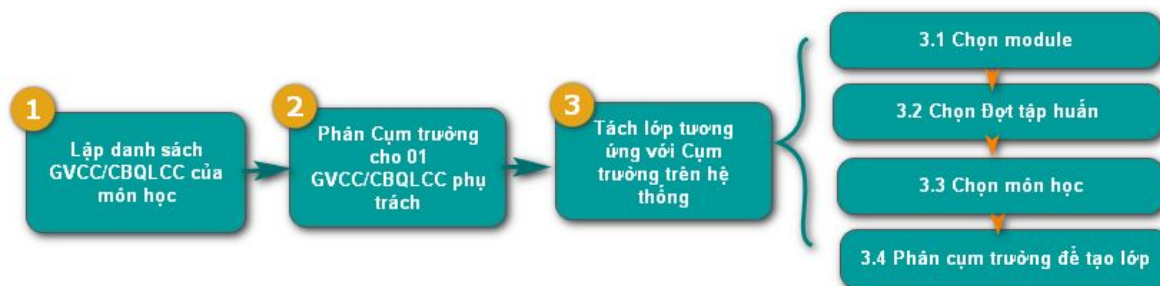 1
Lập danh sách
GVCC/CBQLCC của
môn học
2
Phân Cụm trường
cho 01
GVCC/CBQLCC phụ
trách
3
Tách lớp tương
ứng với Cụm
trường trên hệ
thống
3.1 Chọn module
3.2 Chọn Đợt tập huấn
3.3 Chọn môn học
3.4 Phân cụm trường để tạo lớp